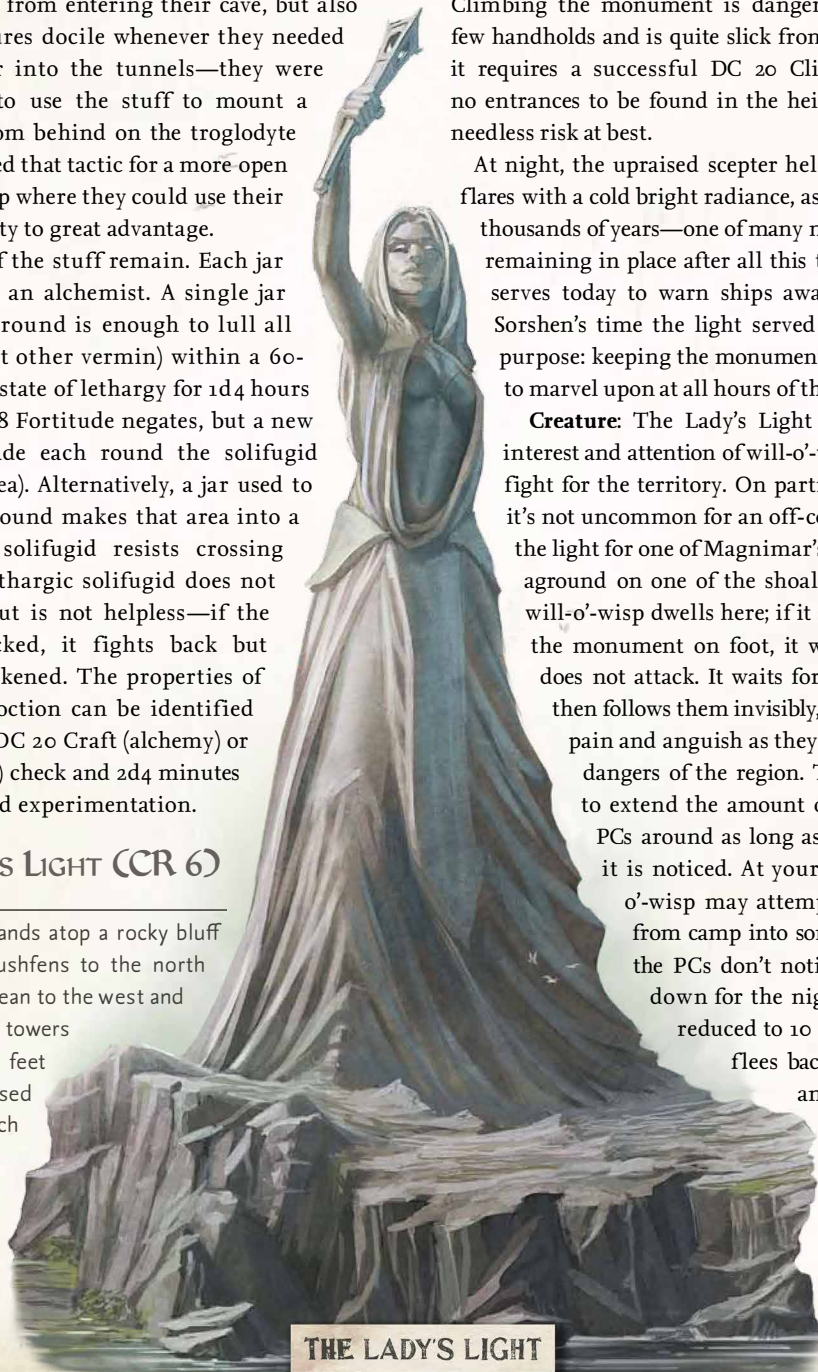 from entering their cave, but also
ures docile whenever they needed
r into the tunnels—they were
to use the stuff to mount a
om behind on the troglodyte
ed that tactic for a more open
p where they could use their
ty to great advantage.
f the stuff remain. Each jar
an alchemist. A single jar
round is enough to lull all
t other vermin) within a 60-
state of lethargy for 1d4 hours
8 Fortitude negates, but a new
de each round the solifugid
ea). Alternatively, a jar used to
ound makes that area into a
solifugid resists crossing
thargic solifugid does not
ut is not helpless—if the
cked, it fights back but
kened. The properties of
oction can be identified
DC 20 Craft (alchemy) or
) check and 2d4 minutes
d experimentation.
s Light (CR 6)
ands atop a rocky bluff
ushfens to the north
ean to the west and
towers
feet
sed
ch
Climbing the monument is danger
few handholds and is quite slick from
it requires a successful DC 20 Cli
no entrances to be found in the hei
needless risk at best.
At night, the upraised scepter hel
flares with a cold bright radiance, as
thousands of years—one of many m
remaining in place after all this t
serves today to warn ships awa
Sorshen's time the light served
purpose: keeping the monument
to marvel upon at all hours of th
Creature: The Lady's Light
interest and attention of will-o'-w
fight for the territory. On parti
it's not uncommon for an off-co
the light for one of Magnimar's
aground on one of the shoal
will-o'-wisp dwells here; if it
the monument on foot, it w
does not attack. It waits for
then follows them invisibly,
pain and anguish as they
dangers of the region. T
to extend the amount o
PCs around as long as
it is noticed. At your
o'-wisp may attemp
from camp into sor
the PCs don't noti
down for the nig
reduced to 10
flees bac
an
THE LADY'S LIGHT